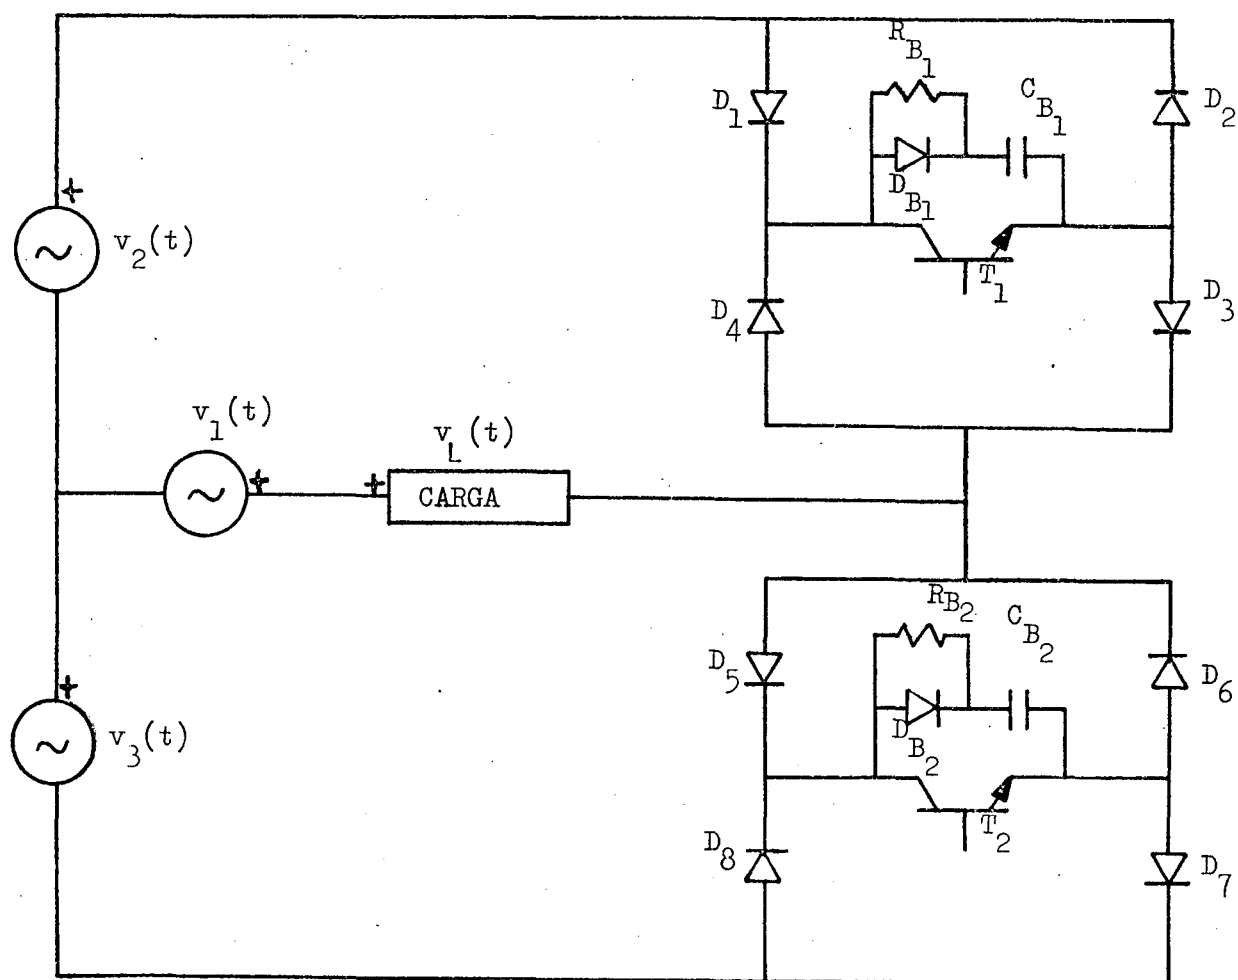 R_B1
C_B1
D_1
D_2
D_B1
v_2(t)
T_1
D_4
D_3
v_1(t)
v_L(t)
CARGA
R_B2
C_B2
D_5
D_6
v_3(t)
D_B2
T_2
D_8
D_7